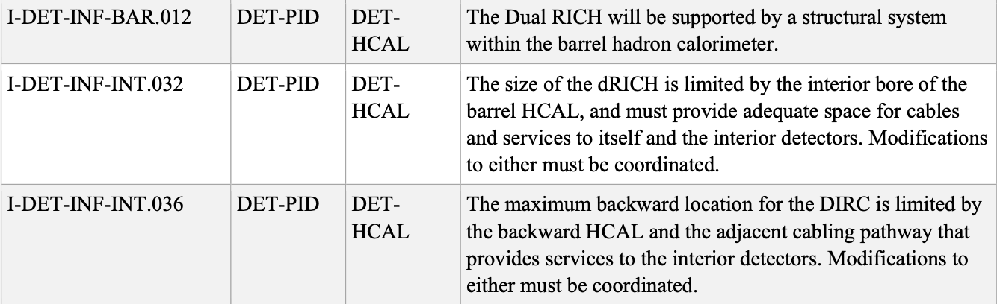 I-DET-INF-BAR.012 DET-PID DET- The Dual RICH will be supported by a structural system
HCAL within the barrel hadron calorimeter.
I-DET-INF-INT.032 DET-PID DET- The size of the dRICH is limited by the interior bore of the
HCAL barrel HCAL, and must provide adequate space for cables
and services to itself and the interior detectors. Modifications
to either must be coordinated.
I-DET-INF-INT.036 DET-PID DET- The maximum backward location for the DIRC is limited by
HCAL the backward HCAL and the adjacent cabling pathway that
provides services to the interior detectors. Modifications to
either must be coordinated.